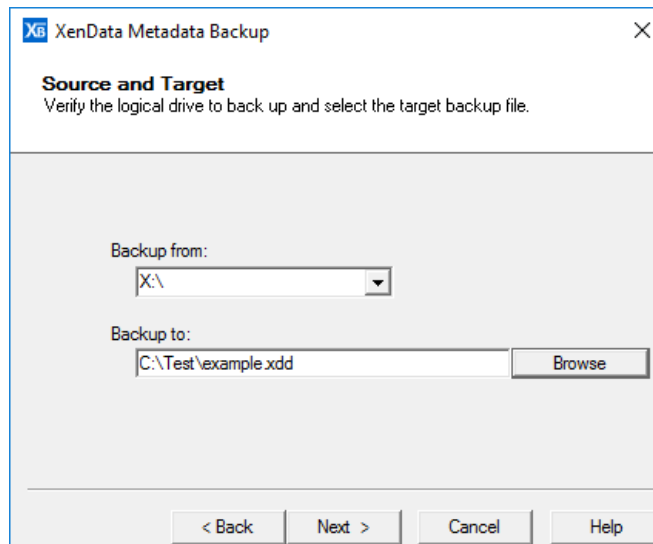 XB XenData Metadata Backup
Source and Target
Verify the logical drive to back up and select the target backup file.
Backup from:
X:\
Backup to:
C:\Test\example.xdd Browse
< Back Next > Cancel Help